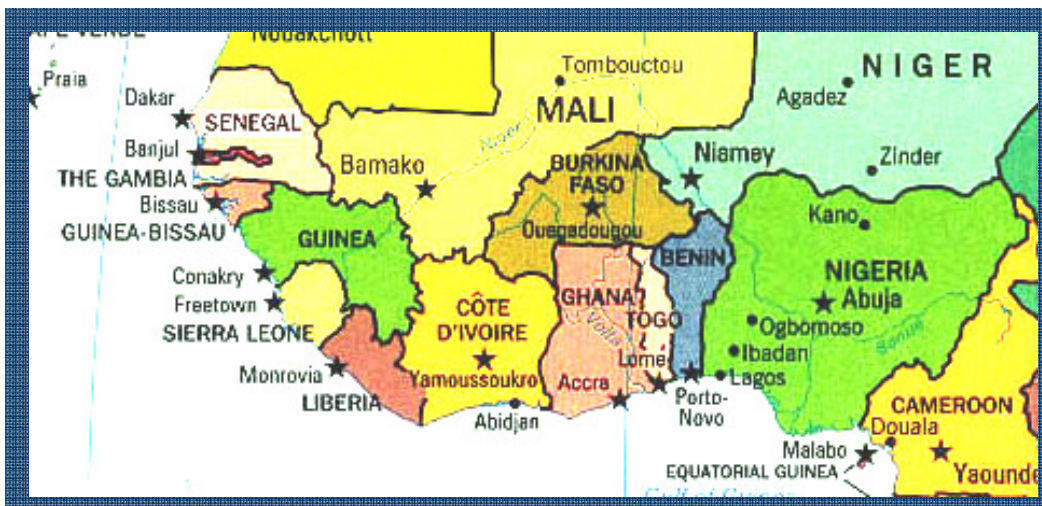 Nouakchott
Praia
Tombouctou
NIGER
Agadez
Dakar
MALI
SENEGAL
Banjul
Niger
BURKINA
FASO
Niamey
Zinder
THE GAMBIA
Bamako
Bissau
Ouagadougou
Kano
GUINEA-BISSAU
GUINEA
BENIN
NIGERIA
Conakry
CÔTE
D'IVOIRE
GHANA
Abuja
Freetown
Volta
TOGO
Ogbomoso
SIERRA LEONE
Benue
Ibadan
Lome
Monrovia
Yamoussoukro
Accra
Lagos
LIBERIA
Porto-
Novo
CAMEROON
Abidjan
Douala
Malabo
EQUATORIAL GUINEA
Yaounde